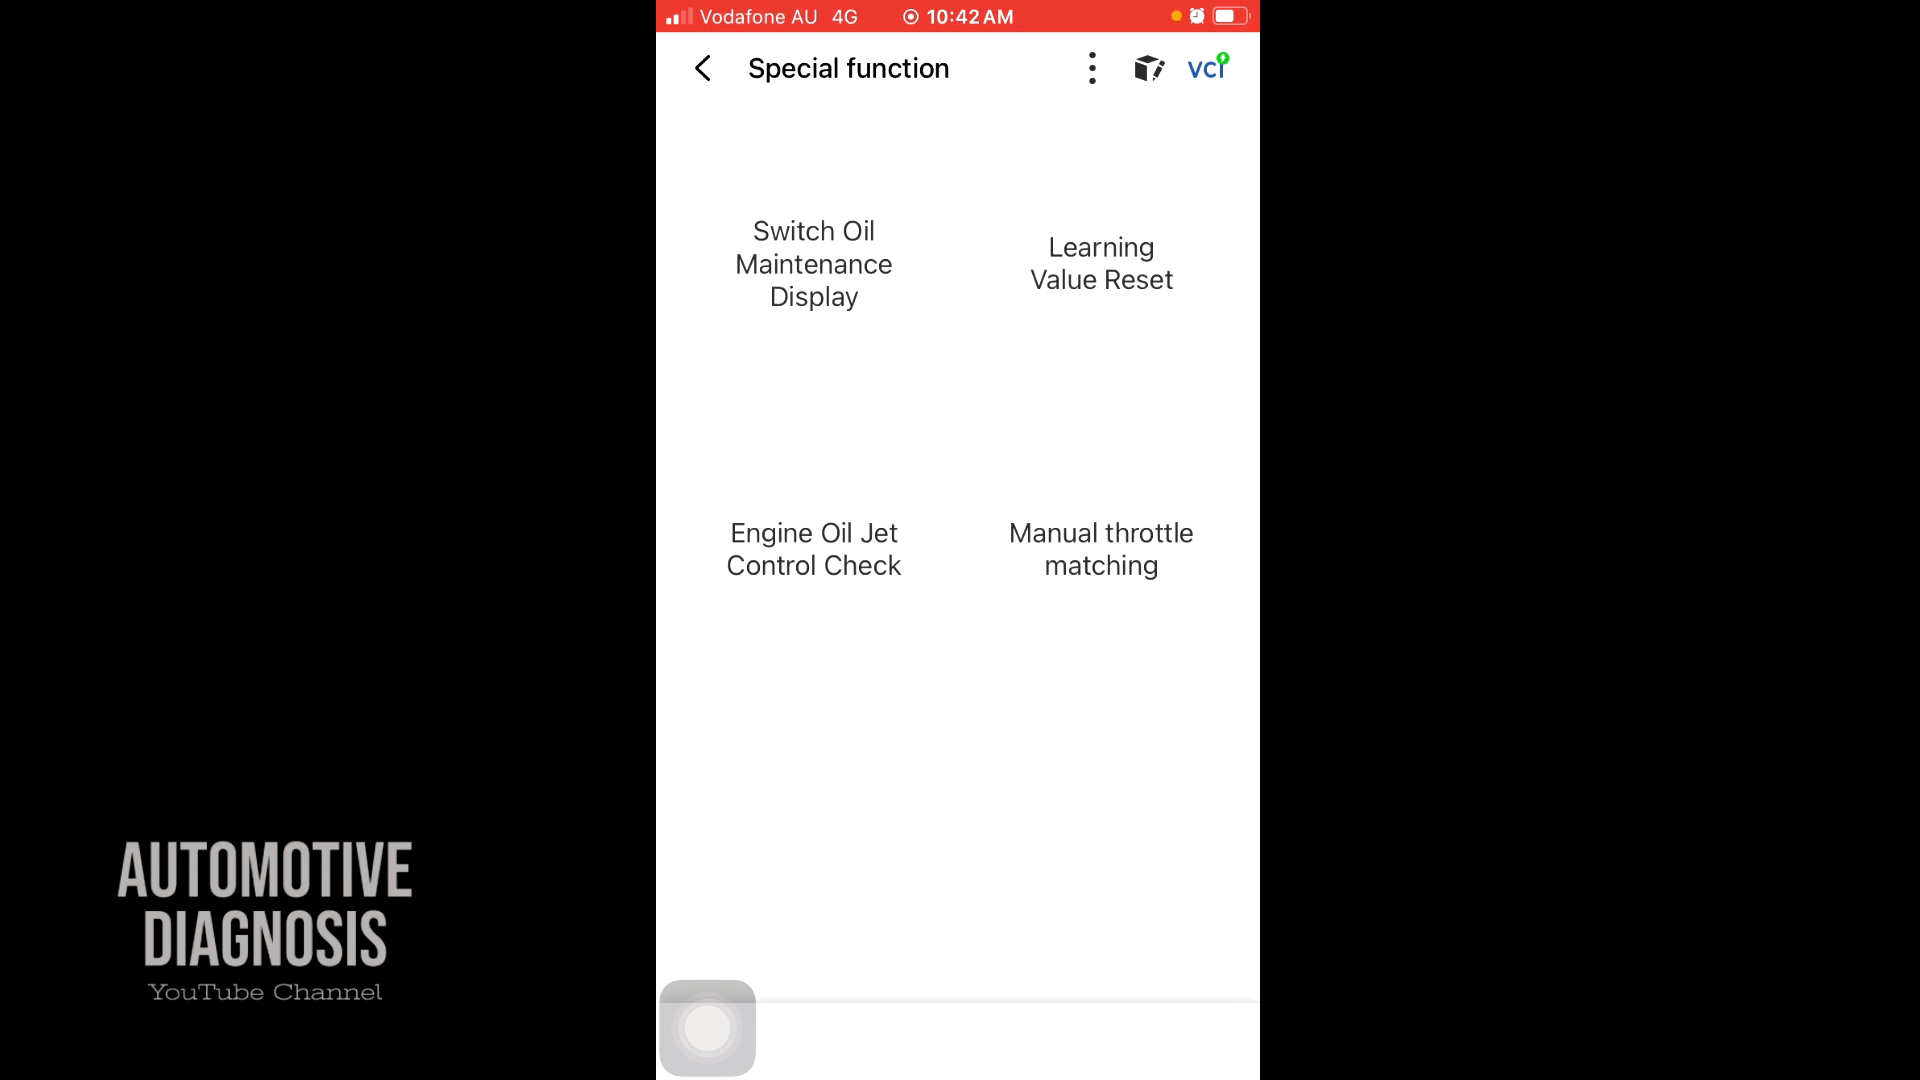 Vodafone AU 4G 10:42 AM
Special function
VCI
Switch Oil
Maintenance
Display
Learning
Value Reset
Engine Oil Jet
Control Check
Manual throttle
matching
AUTOMOTIVE
DIAGNOSIS
YouTube Channel